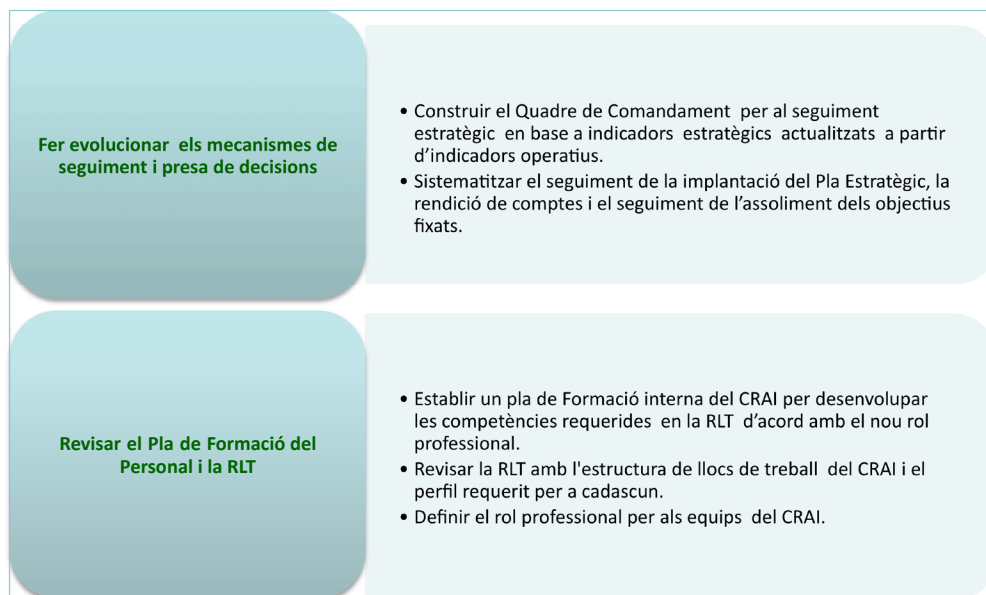 Fer evolucionar  els mecanismes de
seguiment i presa de decisions
• Construir el Quadre de Comandament  per al seguiment
estratègic  en base a indicadors  estratègics  actualitzats  a partir
d’indicadors operatius.
• Sistematitzar el seguiment de la implantació del Pla Estratègic, la
rendició de comptes i el seguiment de l’assoliment dels objectius
fixats.
Revisar el Pla de Formació del
Personal i la RLT
• Establir un pla de Formació interna del CRAI per desenvolupar
les competències requerides  en la RLT  d’acord amb el nou rol
professional.
• Revisar la RLT amb l'estructura de llocs de treball  del CRAI i el
perfil requerit per a cadascun.
• Definir el rol professional per als equips  del CRAI.